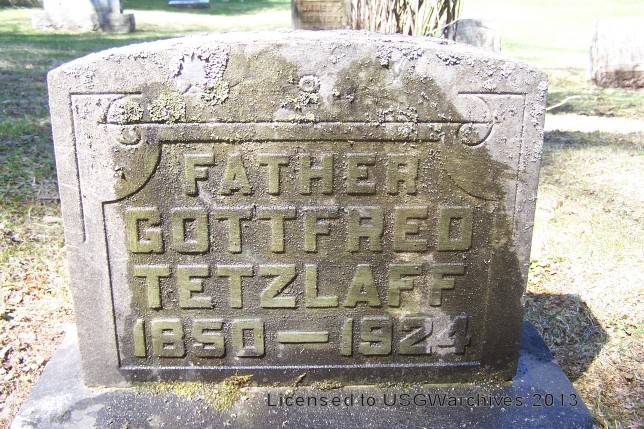 FATHER
GOTTFRED
TETZLAFF
1850—1924
Licensed to USGWarchives 2013